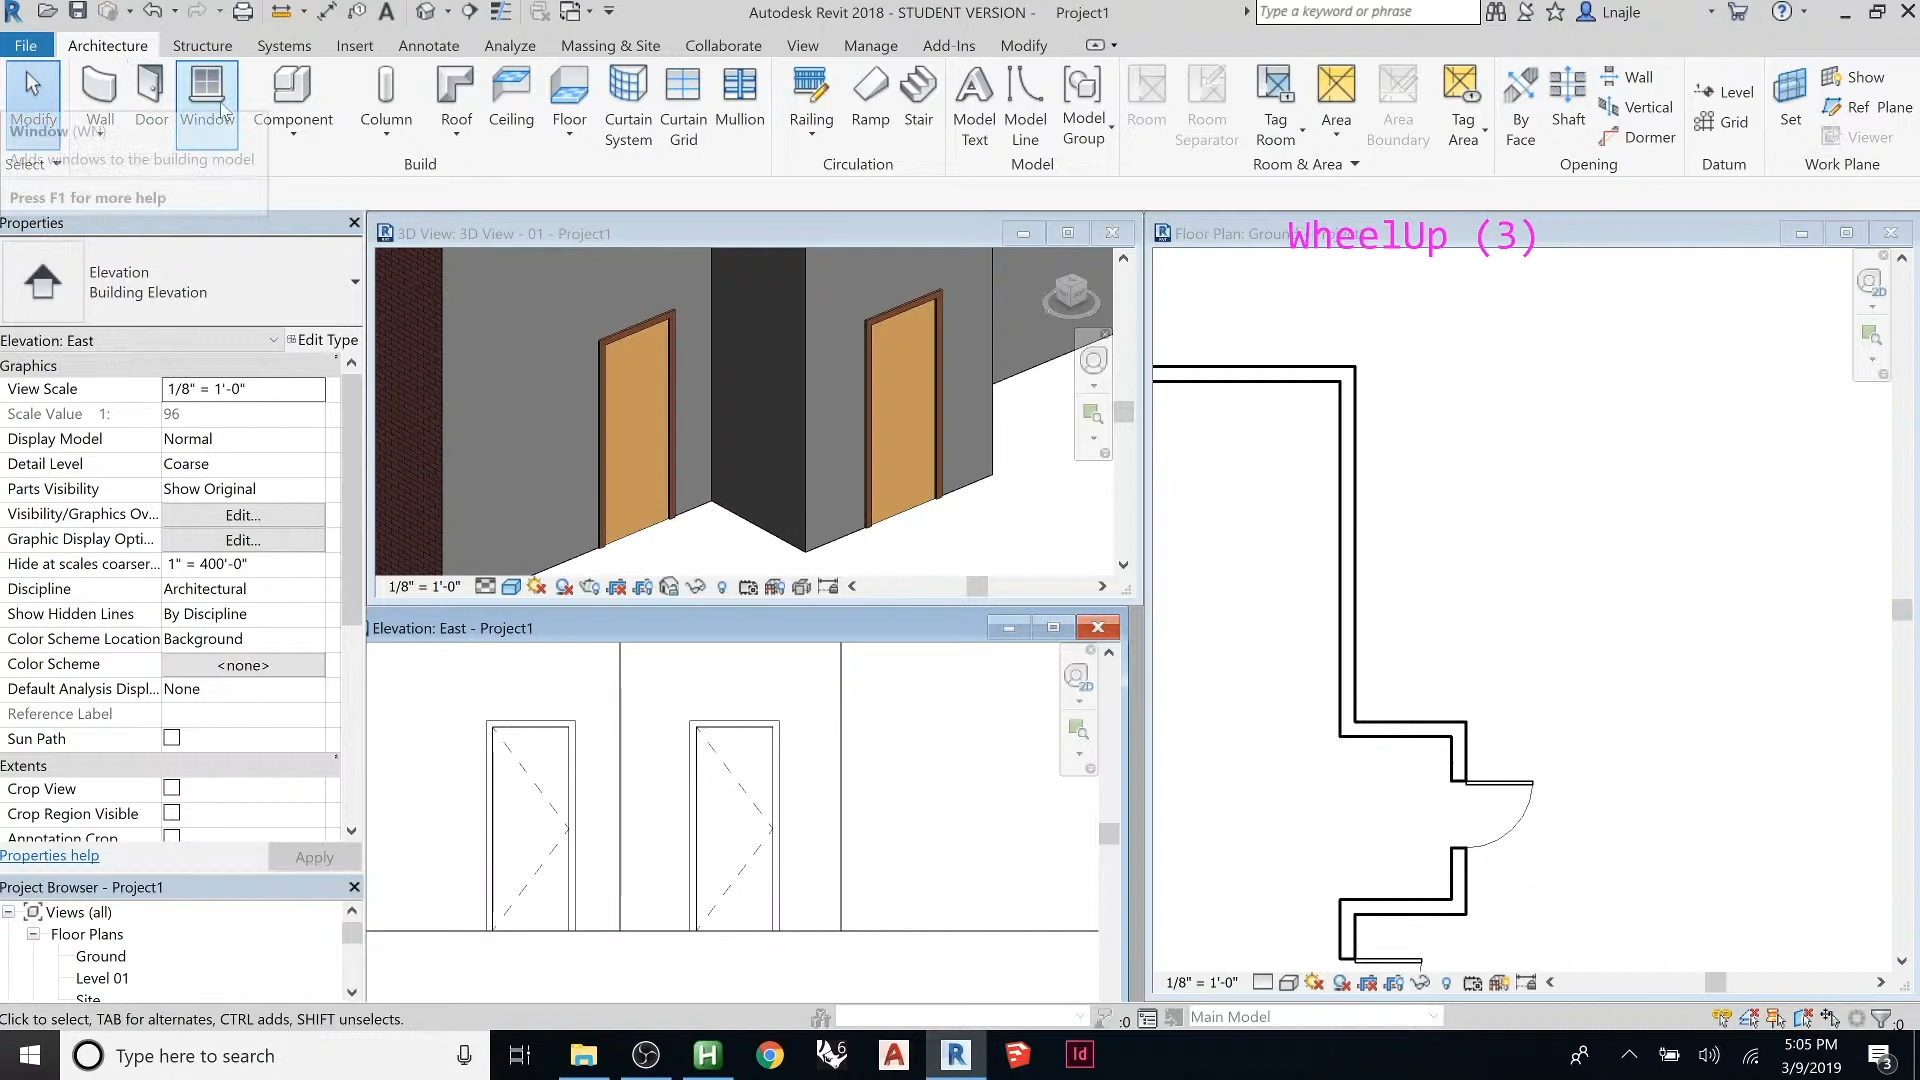 Autodesk Revit 2018 - STUDENT VERSION - Project1
Type a keyword or phrase
Lnajle
File Architecture Structure Systems Insert Annotate Analyze Massing & Site Collaborate View Manage Add-Ins Modify
Modify Wall Door Window Component Column Roof Ceiling Floor Curtain System Curtain Grid Mullion Railing Ramp Stair Model Text Model Line Model Group Room Room Separator Tag Room Area Area Boundary Tag Area By Face Shaft Wall Vertical Dormer Level Grid Set Show Ref Plane Viewer
Window (WN)
Adds windows to the building model
Press F1 for more help
Select Build Circulation Model Room & Area Opening Datum Work Plane
Properties
Elevation
Building Elevation
Elevation: East Edit Type
Graphics
View Scale 1/8" = 1'-0"
Scale Value 1: 96
Display Model Normal
Detail Level Coarse
Parts Visibility Show Original
Visibility/Graphics Ov... Edit...
Graphic Display Opti... Edit...
Hide at scales coarser... 1" = 400'-0"
Discipline Architectural
Show Hidden Lines By Discipline
Color Scheme Location Background
Color Scheme <none>
Default Analysis Displ... None
Reference Label
Sun Path
Extents
Crop View
Crop Region Visible
Annotation Crop
Properties help Apply
Project Browser - Project1
Views (all)
Floor Plans
Ground
Level 01
Site
3D View: 3D View - 01 - Project1
1/8" = 1'-0"
Elevation: East - Project1
2D
Floor Plan: Groun
WheelUp (3)
2D
1/8" = 1'-0"
Click to select, TAB for alternates, CTRL adds, SHIFT unselects.
:0
Main Model
:0
Type here to search
6
A
R
Id
5:05 PM
3/9/2019
3